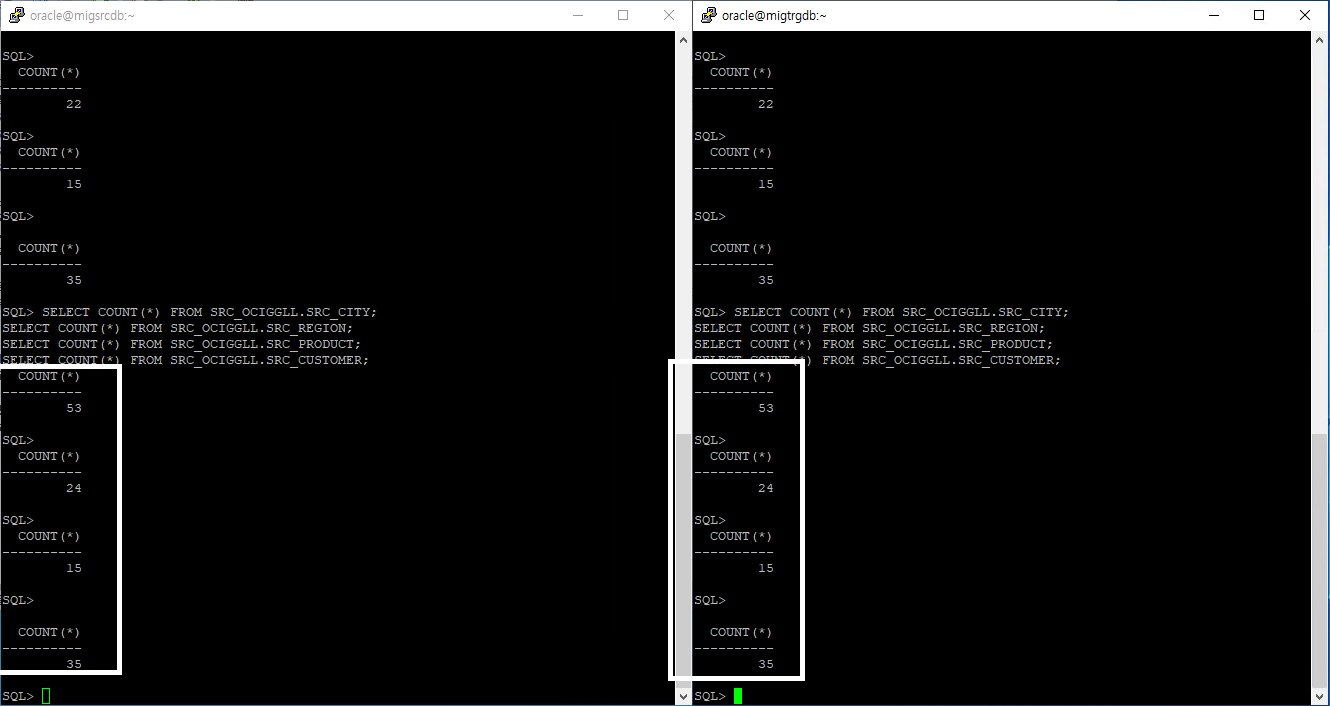 oracle@migsrcdb:~
SQL>
COUNT(*)
----------
22
SQL>
COUNT(*)
----------
15
SQL>
COUNT(*)
----------
35
SQL> SELECT COUNT(*) FROM SRC_OCIGGLL.SRC_CITY;
SELECT COUNT(*) FROM SRC_OCIGGLL.SRC_REGION;
SELECT COUNT(*) FROM SRC_OCIGGLL.SRC_PRODUCT;
SELECT COUNT(*) FROM SRC_OCIGGLL.SRC_CUSTOMER;
COUNT(*)
----------
53
SQL>
COUNT(*)
----------
24
SQL>
COUNT(*)
----------
15
SQL>
COUNT(*)
----------
35
SQL>
oracle@migtrgdb:~
SQL>
COUNT(*)
----------
22
SQL>
COUNT(*)
----------
15
SQL>
COUNT(*)
----------
35
SQL> SELECT COUNT(*) FROM SRC_OCIGGLL.SRC_CITY;
SELECT COUNT(*) FROM SRC_OCIGGLL.SRC_REGION;
SELECT COUNT(*) FROM SRC_OCIGGLL.SRC_PRODUCT;
SELECT COUNT(*) FROM SRC_OCIGGLL.SRC_CUSTOMER;
COUNT(*)
----------
53
SQL>
COUNT(*)
----------
24
SQL>
COUNT(*)
----------
15
SQL>
COUNT(*)
----------
35
SQL>